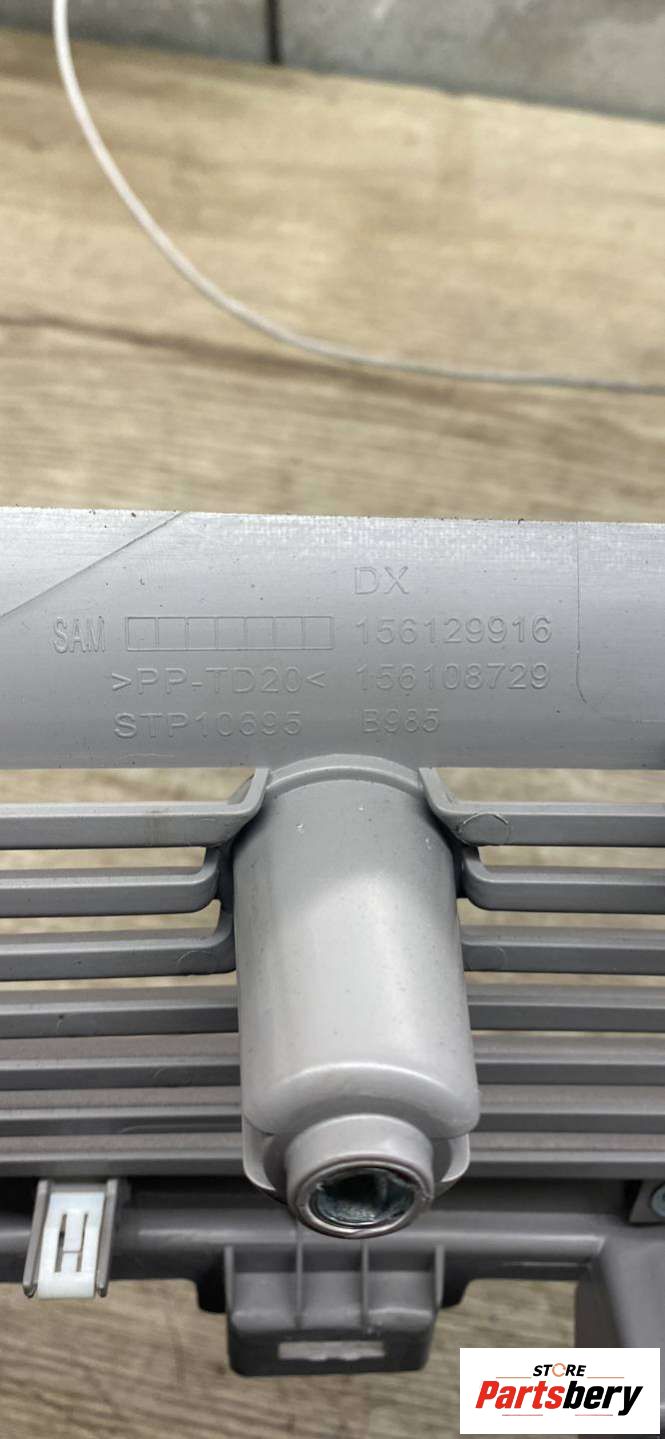 DX
SAM 156129916
>PP-TD20< 156108729
STP10695 B985
STORE
Partsbery